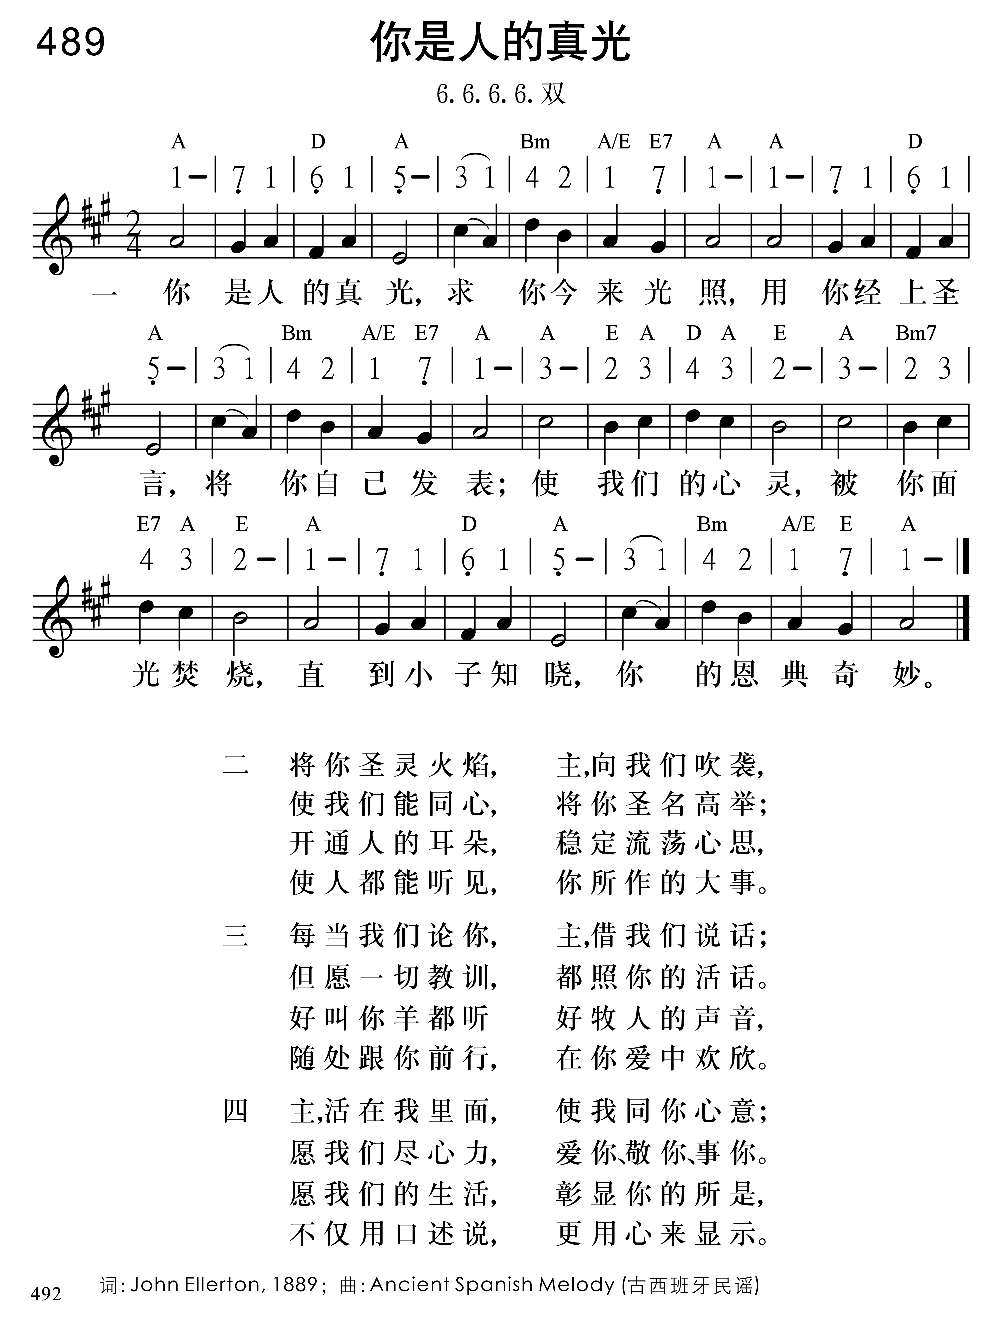 489
你是人的真光
6.6.6.6.双
A D A Bm A/E E7 A A D
1 – | 7 1 | 6 1 | 5 – | 3 1 | 4 2 | 1 7 | 1 – | 1 – | 7 1 | 6 1 |
2
4
一 你 是人 的真 光, 求 你今 来光 照, 用 你经 上圣
A Bm A/E E7 A A E A D A E A Bm7
5 – | 3 1 | 4 2 | 1 7 | 1 – | 3 – | 2 3 | 4 3 | 2 – | 3 – | 2 3 |
言, 将 你自 己发 表; 使 我们 的心 灵, 被 你面
E7 A E A D A Bm A/E E A
4 3 | 2 – | 1 – | 7 1 | 6 1 | 5 – | 3 1 | 4 2 | 1 7 | 1 – ‖
光焚 烧, 直 到小 子知 晓, 你 的恩 典奇 妙。
二 将你圣灵火焰, 主,向我们吹袭,
使我们能同心, 将你圣名高举;
开通人的耳朵, 稳定流荡心思,
使人都能听见, 你所作的大事。
三 每当我们论你, 主,借我们说话;
但愿一切教训, 都照你的活话。
好叫你羊都听 好牧人的声音,
随处跟你前行, 在你爱中欢欣。
四 主,活在我里面, 使我同你心意;
愿我们尽心力, 爱你、敬你、事你。
愿我们的生活, 彰显你的所是,
不仅用口述说, 更用心来显示。
492 词: John Ellerton, 1889; 曲: Ancient Spanish Melody (古西班牙民谣)